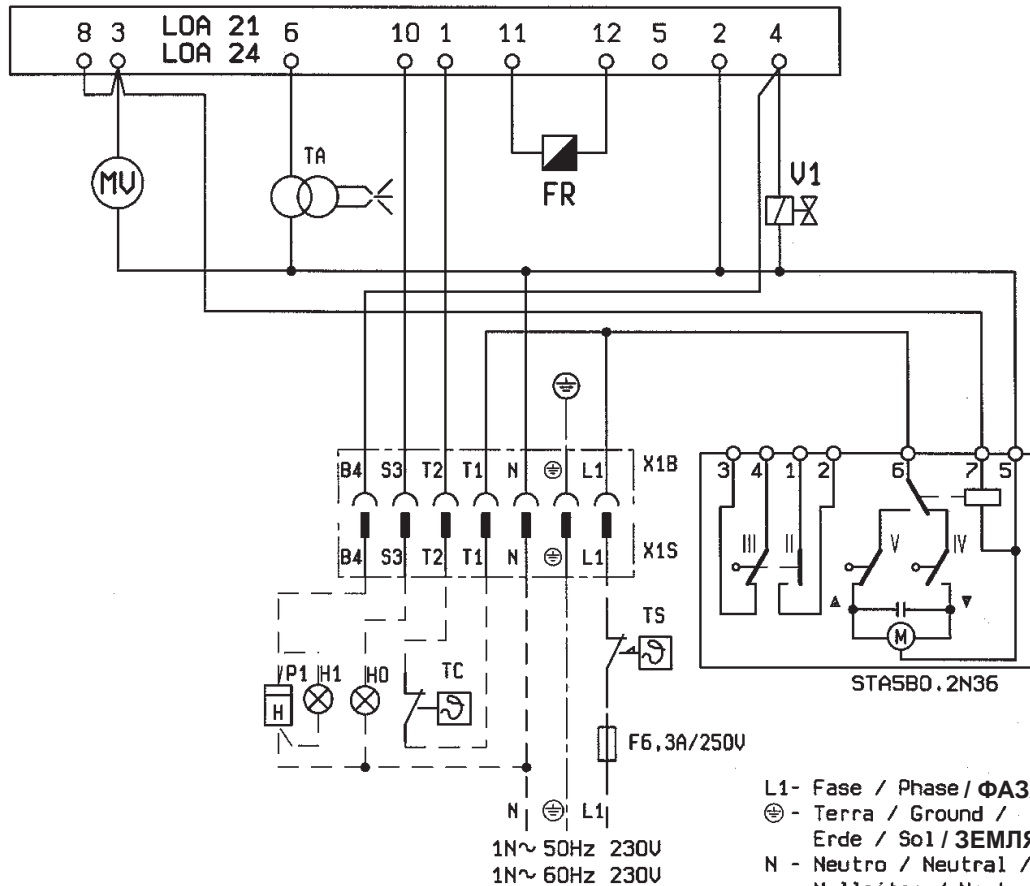 8 3 LOA 21 6 10 1 11 12 5 2 4
LOA 24
TA
MV
FR
V1
B4 S3 T2 T1 N L1 X1B
3 4 1 2 6 7 5
B4 S3 T2 T1 N L1 X1S
III II V IV
M
STA5B0.2N36
TS
P1 H1 H0 TC
H
F6,3A/250V
N L1
1N~ 50Hz 230V
1N~ 60Hz 230V
L1- Fase / Phase / ФАЗ
- Terra / Ground /
Erde / Sol / ЗЕМЛЯ
N - Neutro / Neutral /